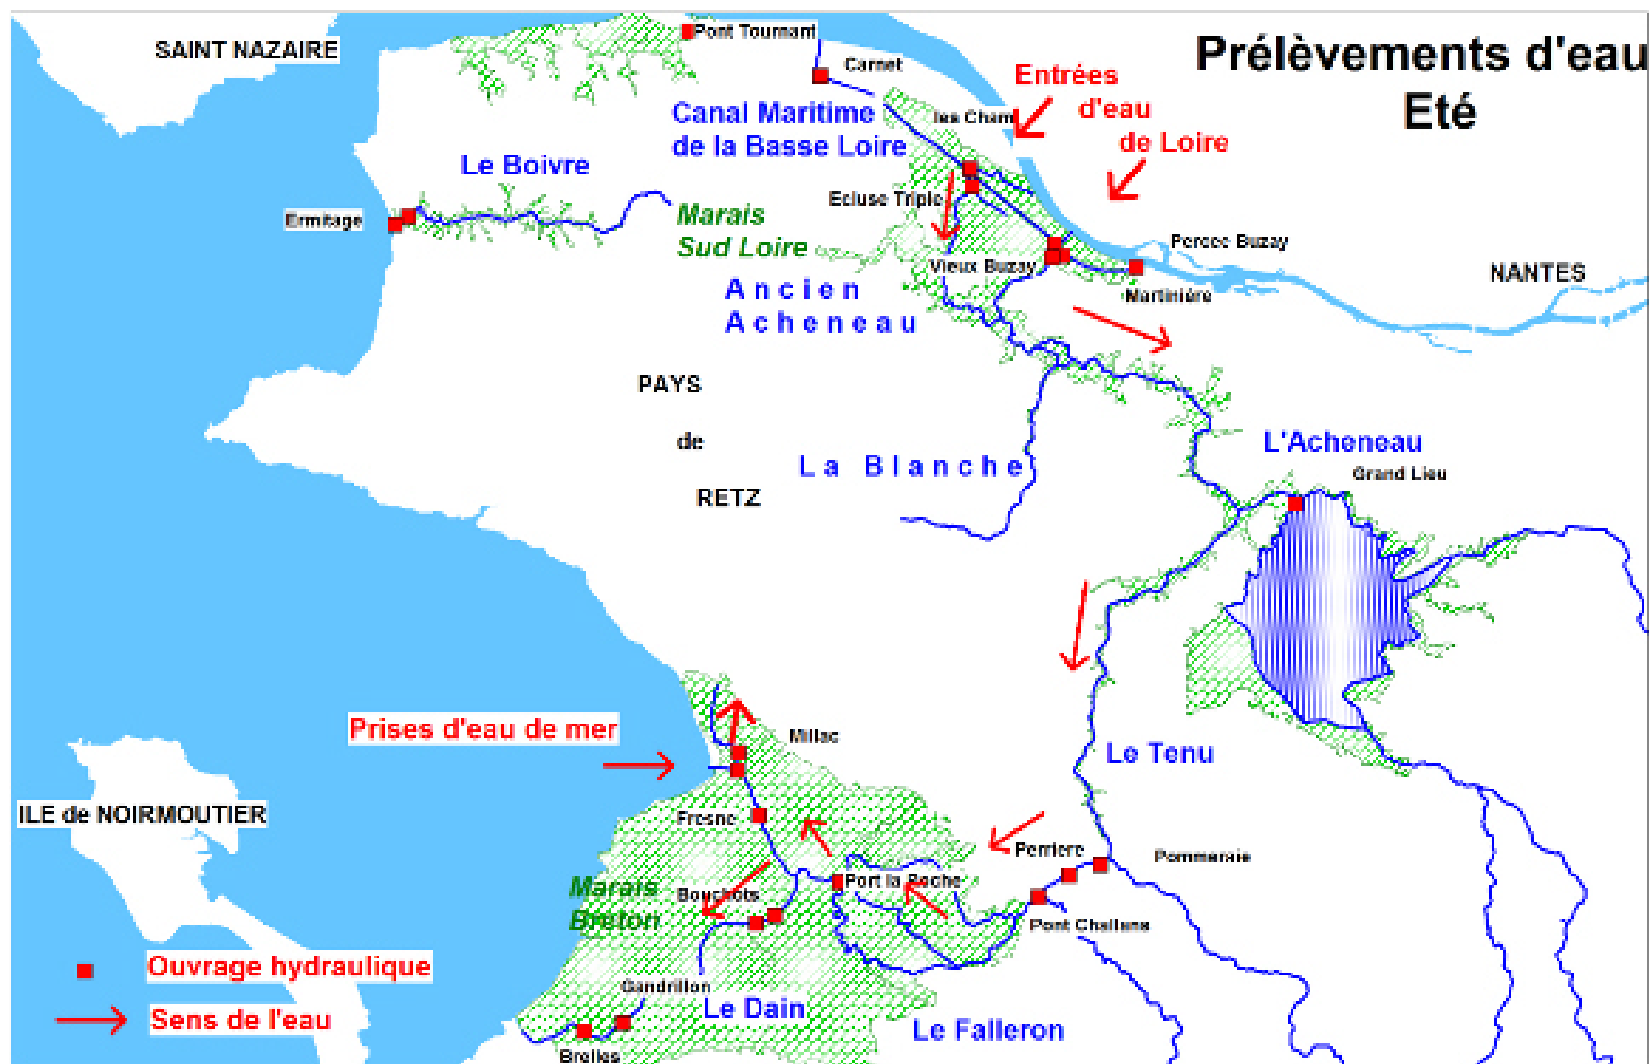 Prélèvements d'eau
Eté
SAINT NAZAIRE
Pont Tournant
Carnet
Entrées
d'eau
de Loire
Canal Maritime
de la Basse Loire
les Cham
Le Boivre
Ecluse Triple
Ermitage
Marais
Sud Loire
Percee Buzay
Vieux Buzay
NANTES
Martinière
Ancien
Acheneau
PAYS
de
RETZ
L'Acheneau
La Blanche
Grand Lieu
Prises d'eau de mer
Millac
Le Tenu
ILE de NOIRMOUTIER
Fresne
Perriere
Pommeraie
Port la Roche
Marais
Breton
Bouchots
Pont Challans
Ouvrage hydraulique
Gandrillon
Le Dain
Sens de l'eau
Le Falleron
Brelles